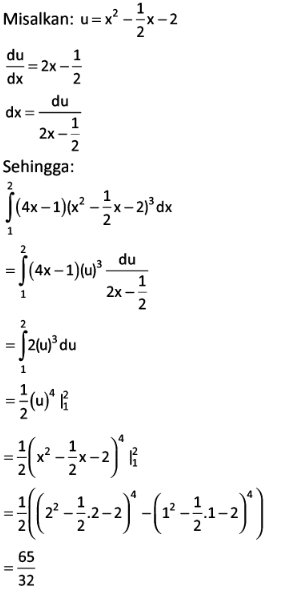 Misalkan: u = x² − 1/2 x − 2
du/dx = 2x − 1/2
dx = du/(2x − 1/2)
Sehingga:
∫₁² (4x − 1)(x² − 1/2 x − 2)³ dx
= ∫₁² (4x − 1)(u)³ du/(2x − 1/2)
= ∫₁² 2(u)³ du
= 1/2 (u)⁴ |₁²
= 1/2 (x² − 1/2 x − 2)⁴ |₁²
= 1/2 ((2² − 1/2 .2 − 2)⁴ − (1² − 1/2 .1 − 2)⁴)
= 65/32